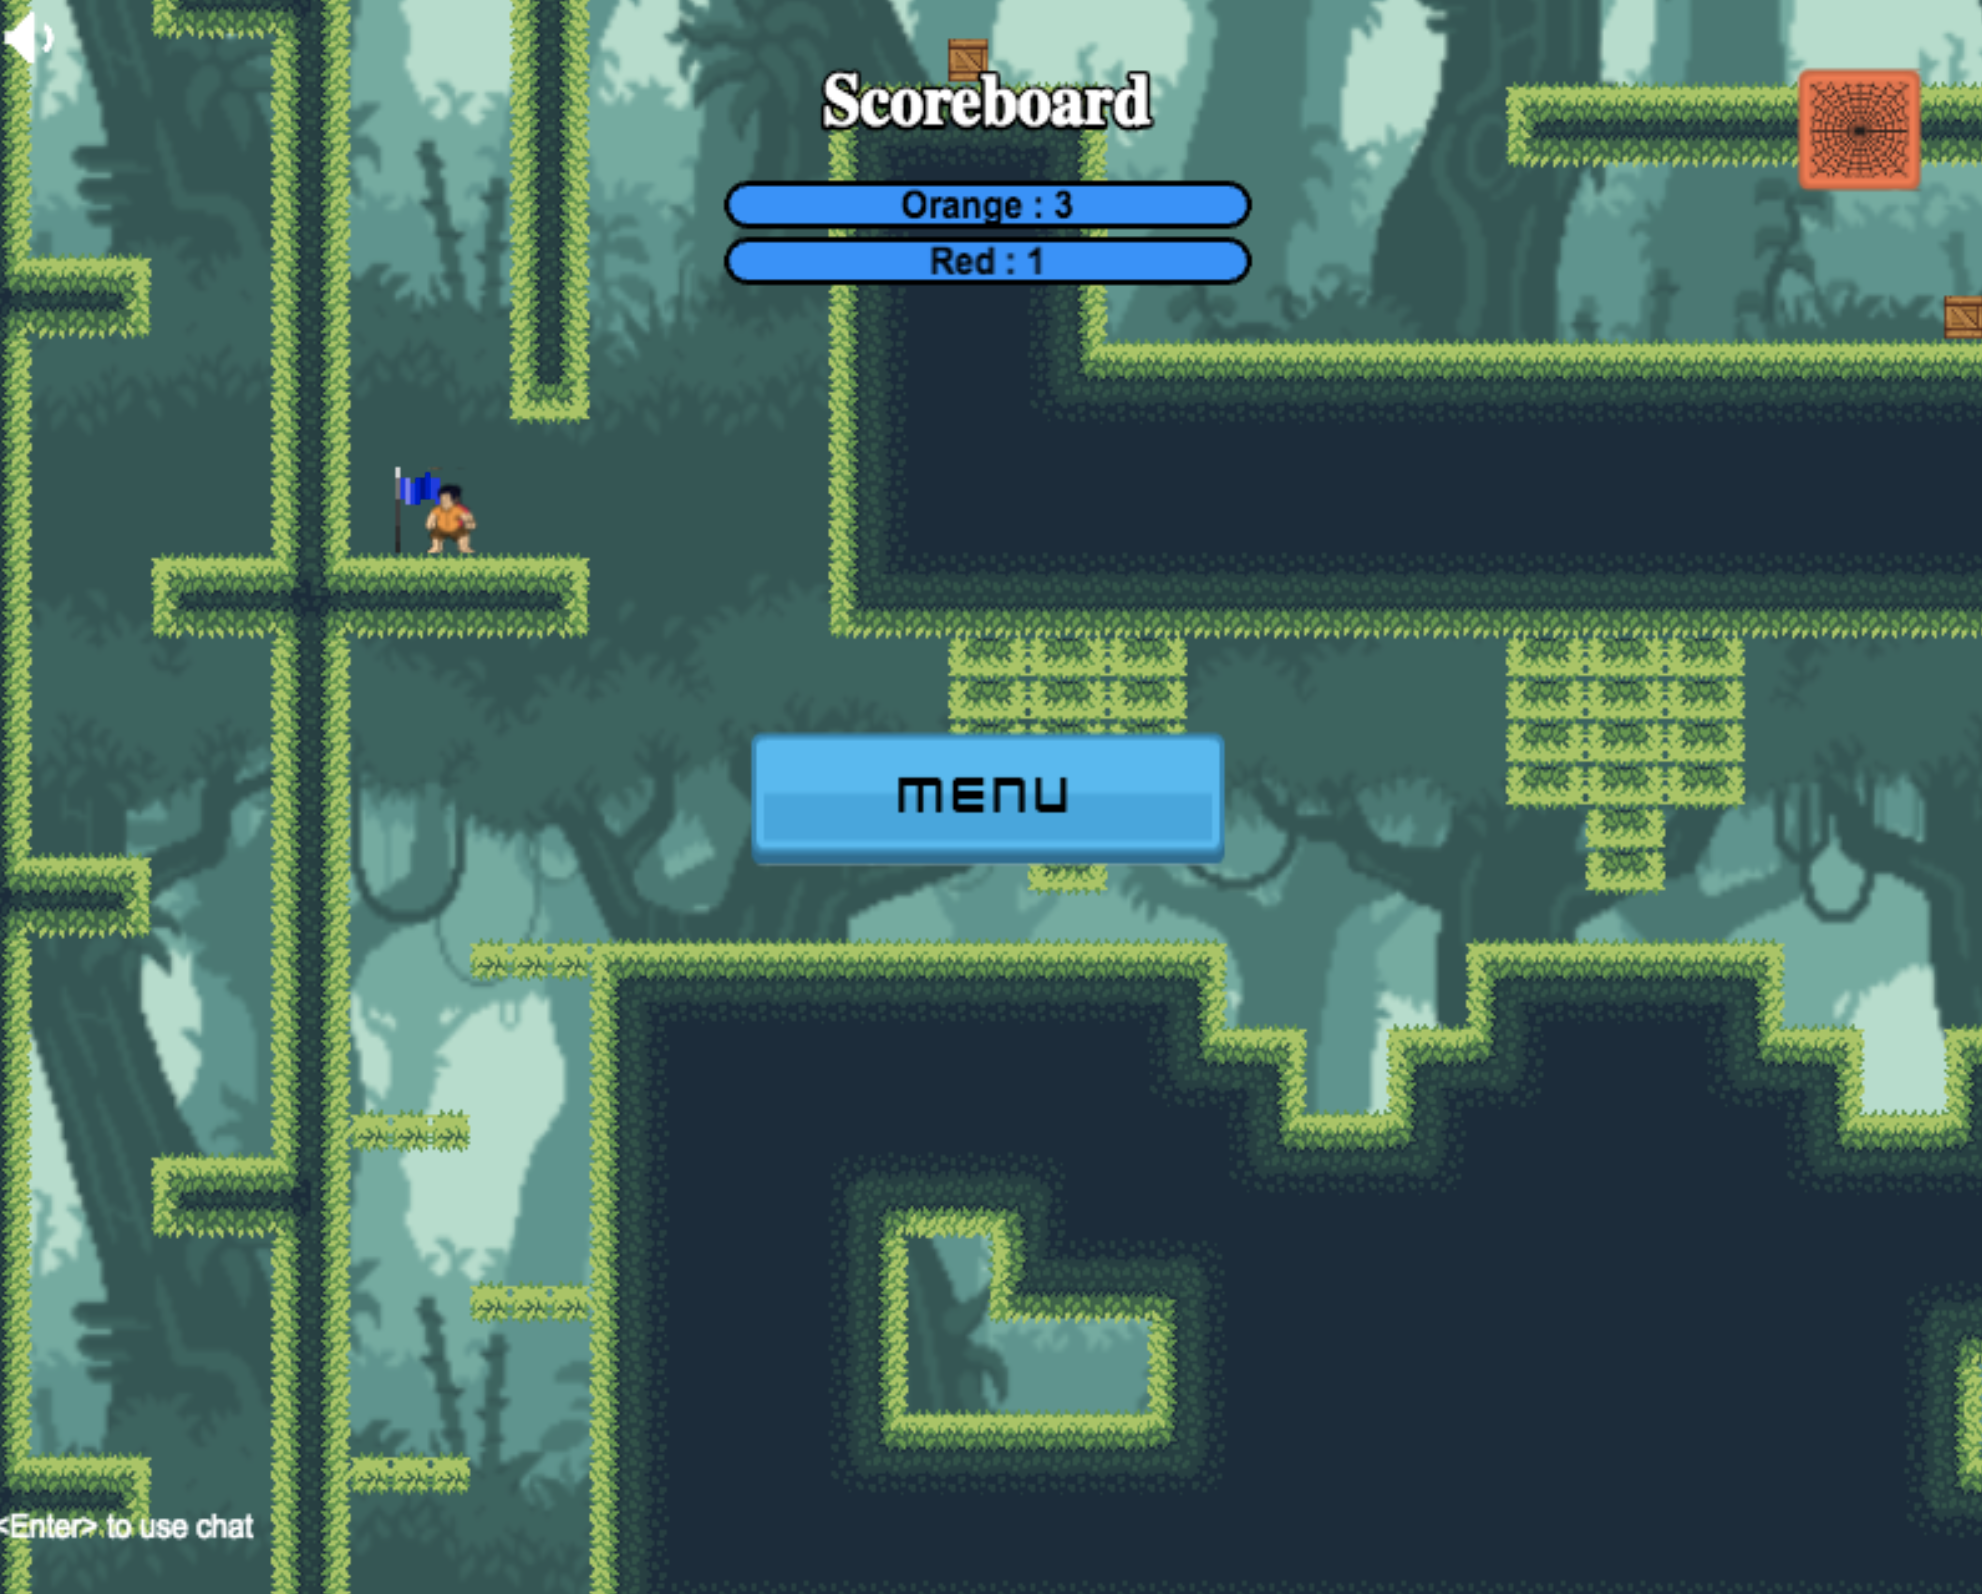 Scoreboard
Orange : 3
Red : 1
MENU
<Enter> to use chat